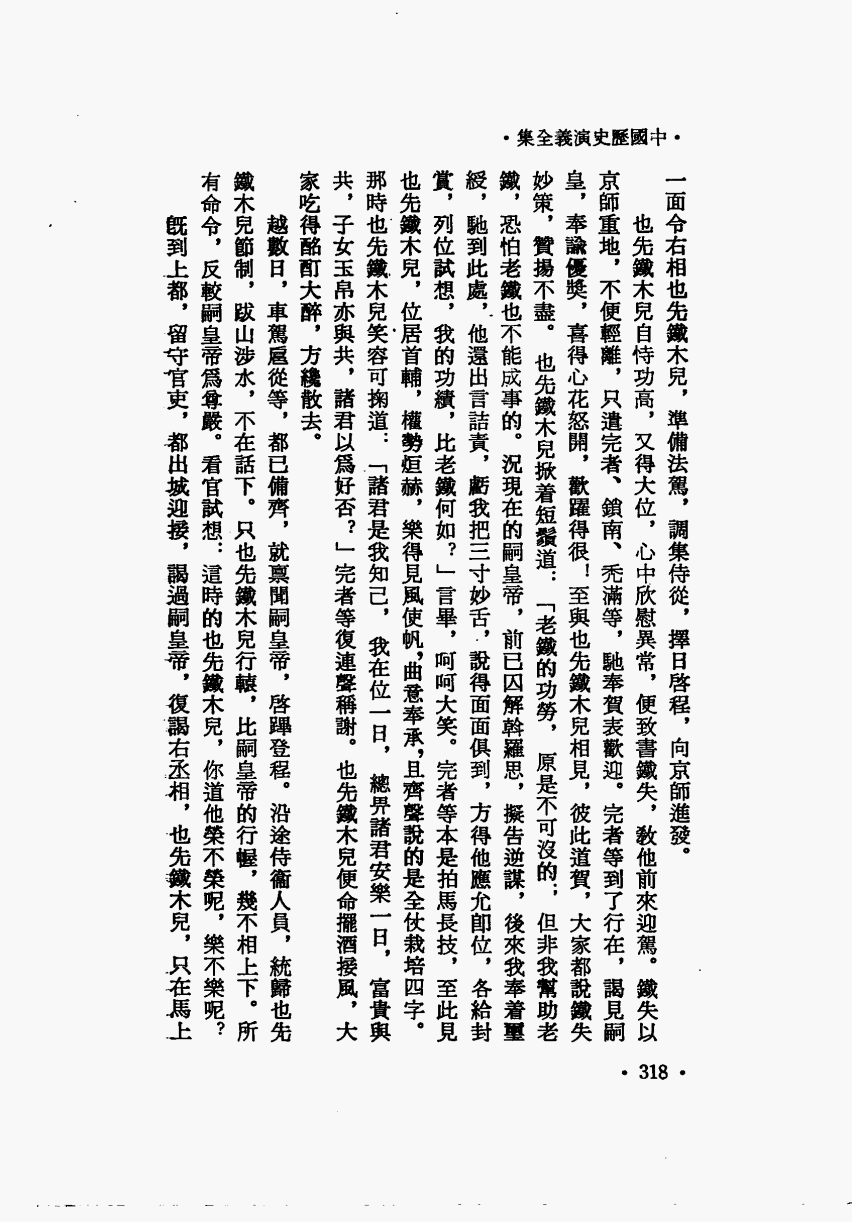 •中國歷史演義全集•
一面令右相也先鐵木兒，準備法駕，調集侍從，擇日啓程，向京師進發。
也先鐵木兒自恃功高，又得大位，心中欣慰異常，便致書鐵失，敎他前來迎駕。鐵失以
京師重地，不便輕離，只遣完者、鎖南、禿滿等，馳奉賀表歡迎。完者等到了行在，謁見嗣
皇，奉諭優獎，喜得心花怒開，歡躍得很！至與也先鐵木兒相見，彼此道賀，大家都說鐵失
妙策，贊揚不盡。也先鐵木兒掀着短鬚道：「老鐵的功勞，原是不可沒的；但非我幫助老
鐵，恐怕老鐵也不能成事的。況現在的嗣皇帝，前已囚解斡羅思，擬告逆謀，後來我奉着璽
綬，馳到此處，他還出言詰責，虧我把三寸妙舌，說得面面俱到，方得他應允卽位，各給封
賞，列位試想，我的功績，比老鐵何如？」言畢，呵呵大笑。完者等本是拍馬長技，至此見
也先鐵木兒，位居首輔，權勢烜赫，樂得見風使帆，曲意奉承，且齊聲說的是全仗栽培四字。
那時也先鐵木兒笑容可掬道：「諸君是我知己，我在位一日，總畀諸君安樂一日，富貴與
共，子女玉帛亦與共，諸君以爲好否？」完者等復連聲稱謝。也先鐵木兒便命擺酒接風，大
家吃得酩酊大醉，方纔散去。
越數日，車駕扈從等，都已備齊，就禀聞嗣皇帝，啓蹕登程。沿途侍衞人員，統歸也先
鐵木兒節制，跋山涉水，不在話下。只也先鐵木兒行轅，比嗣皇帝的行幄，幾不相上下。所
有命令，反較嗣皇帝爲尊嚴。看官試想：這時的也先鐵木兒，你道他榮不榮呢，樂不樂呢？
旣到上都，留守官吏，都出城迎接，謁過嗣皇帝，復謁右丞相，也先鐵木兒，只在馬上
•318•